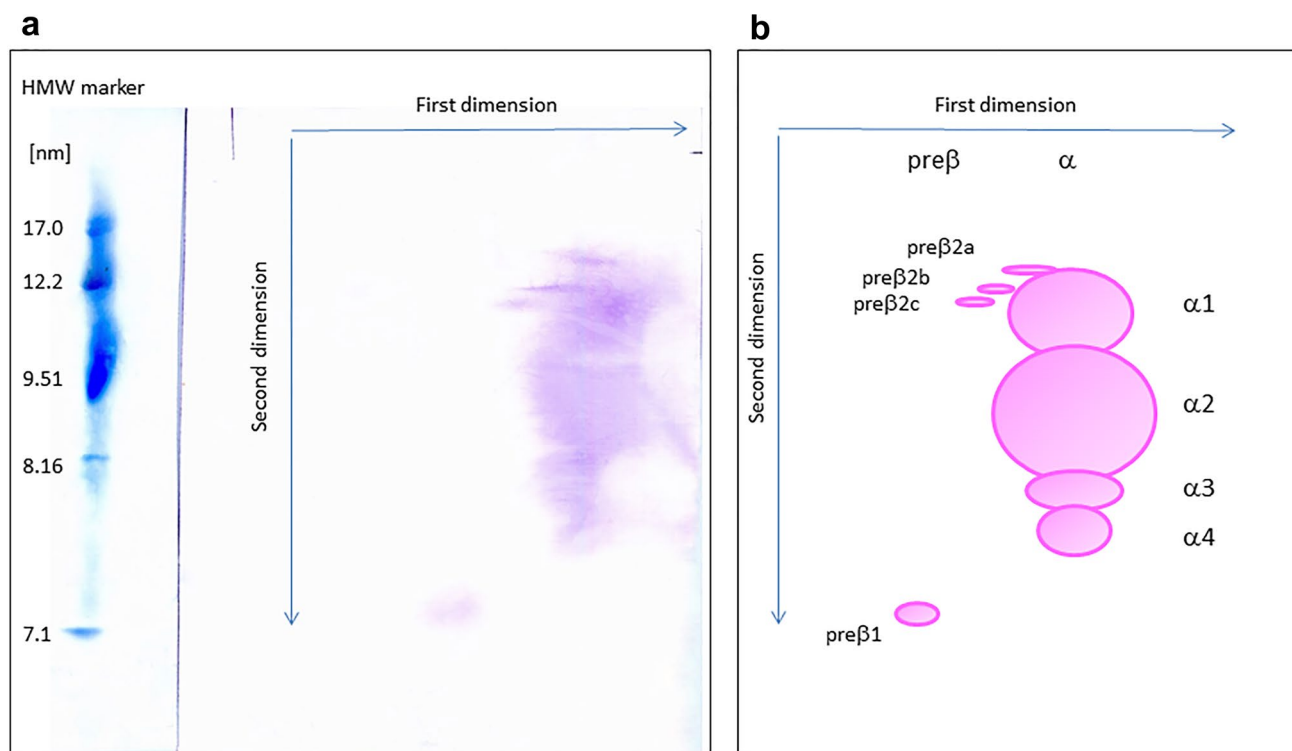 a
HMW marker
First dimension
[nm]
17.0
12.2
9.51
8.16
7.1
Second dimension
b
First dimension
preβ
α
preβ2a
preβ2b
preβ2c
α1
α2
α3
α4
preβ1
Second dimension